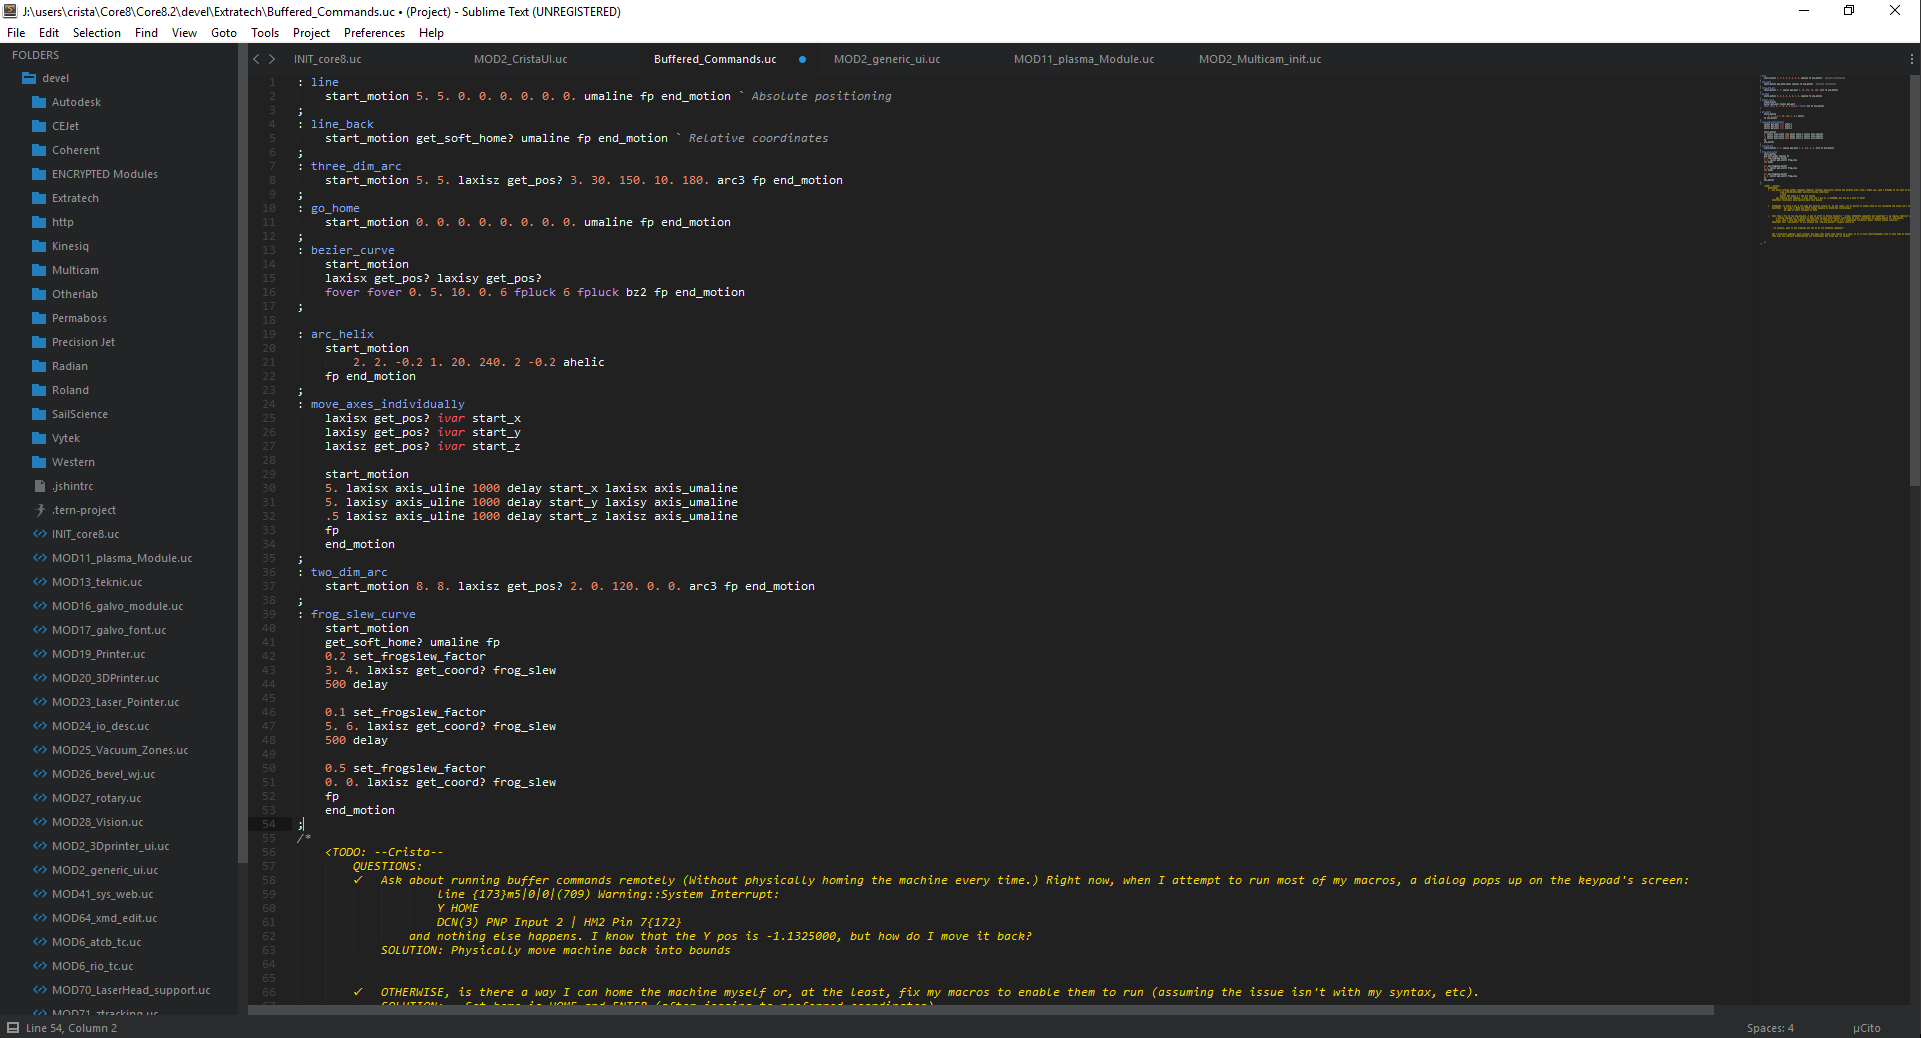 J:\users\crista\Core8\Core8.2\devel\Extratech\Buffered_Commands.uc • (Project) - Sublime Text (UNREGISTERED)
File Edit Selection Find View Goto Tools Project Preferences Help
FOLDERS
devel
Autodesk
CEJet
Coherent
ENCRYPTED Modules
Extratech
http
Kinesiq
Multicam
Otherlab
Permaboss
Precision Jet
Radian
Roland
SailScience
Vytek
Western
.jshintrc
.tern-project
INIT_core8.uc
MOD11_plasma_Module.uc
MOD13_teknic.uc
MOD16_galvo_module.uc
MOD17_galvo_font.uc
MOD19_Printer.uc
MOD20_3DPrinter.uc
MOD23_Laser_Pointer.uc
MOD24_io_desc.uc
MOD25_Vacuum_Zones.uc
MOD26_bevel_wj.uc
MOD27_rotary.uc
MOD28_Vision.uc
MOD2_3Dprinter_ui.uc
MOD2_generic_ui.uc
MOD41_sys_web.uc
MOD64_xmd_edit.uc
MOD6_atcb_tc.uc
MOD6_rio_tc.uc
MOD70_LaserHead_support.uc
MOD71_ztracking.uc
INIT_core8.uc MOD2_CristaUI.uc Buffered_Commands.uc MOD2_generic_ui.uc MOD11_plasma_Module.uc MOD2_Multicam_init.uc
1 : line
2 start_motion 5. 5. 0. 0. 0. 0. 0. 0. 0. umaline fp end_motion ` Absolute positioning
3 ;
4 : line_back
5 start_motion get_soft_home? umaline fp end_motion ` Relative coordinates
6 ;
7 : three_dim_arc
8 start_motion 5. 5. laxisz get_pos? 3. 30. 150. 10. 180. arc3 fp end_motion
9 ;
10 : go_home
11 start_motion 0. 0. 0. 0. 0. 0. 0. 0. 0. umaline fp end_motion
12 ;
13 : bezier_curve
14 start_motion
15 laxisx get_pos? laxisy get_pos?
16 fover fover 0. 5. 10. 0. 6 fpluck 6 fpluck bz2 fp end_motion
17 ;
18
19 : arc_helix
20 start_motion
21 2. 2. -0.2 1. 20. 240. 2 -0.2 ahelic
22 fp end_motion
23 ;
24 : move_axes_individually
25 laxisx get_pos? ivar start_x
26 laxisy get_pos? ivar start_y
27 laxisz get_pos? ivar start_z
28
29 start_motion
30 5. laxisx axis_uline 1000 delay start_x laxisx axis_umaline
31 5. laxisy axis_uline 1000 delay start_y laxisy axis_umaline
32 .5 laxisz axis_uline 1000 delay start_z laxisz axis_umaline
33 fp
34 end_motion
35 ;
36 : two_dim_arc
37 start_motion 8. 8. laxisz get_pos? 2. 0. 120. 0. 0. arc3 fp end_motion
38 ;
39 : frog_slew_curve
40 start_motion
41 get_soft_home? umaline fp
42 0.2 set_frogslew_factor
43 3. 4. laxisz get_coord? frog_slew
44 500 delay
45
46 0.1 set_frogslew_factor
47 5. 6. laxisz get_coord? frog_slew
48 500 delay
49
50 0.5 set_frogslew_factor
51 0. 0. laxisz get_coord? frog_slew
52 fp
53 end_motion
54 ;
55 /*
56 <TODO: --Crista--
57 QUESTIONS:
58 ✓ Ask about running buffer commands remotely (Without physically homing the machine every time.) Right now, when I attempt to run most of my macros, a dialog pops up on the keypad's screen:
59 line {173}m5|0|0|(709) Warning::System Interrupt:
60 Y HOME
61 DCN(3) PNP Input 2 | HM2 Pin 7{172}
62 and nothing else happens. I know that the Y pos is -1.1325000, but how do I move it back?
63 SOLUTION: Physically move machine back into bounds
64
65
66 ✓ OTHERWISE, is there a way I can home the machine myself or, at the least, fix my macros to enable them to run (assuming the issue isn't with my syntax, etc).
67 SOLUTION: Set home is HOME and ENTER (after jogging to preferred coordinates)
Line 54, Column 2
Spaces: 4
µCito